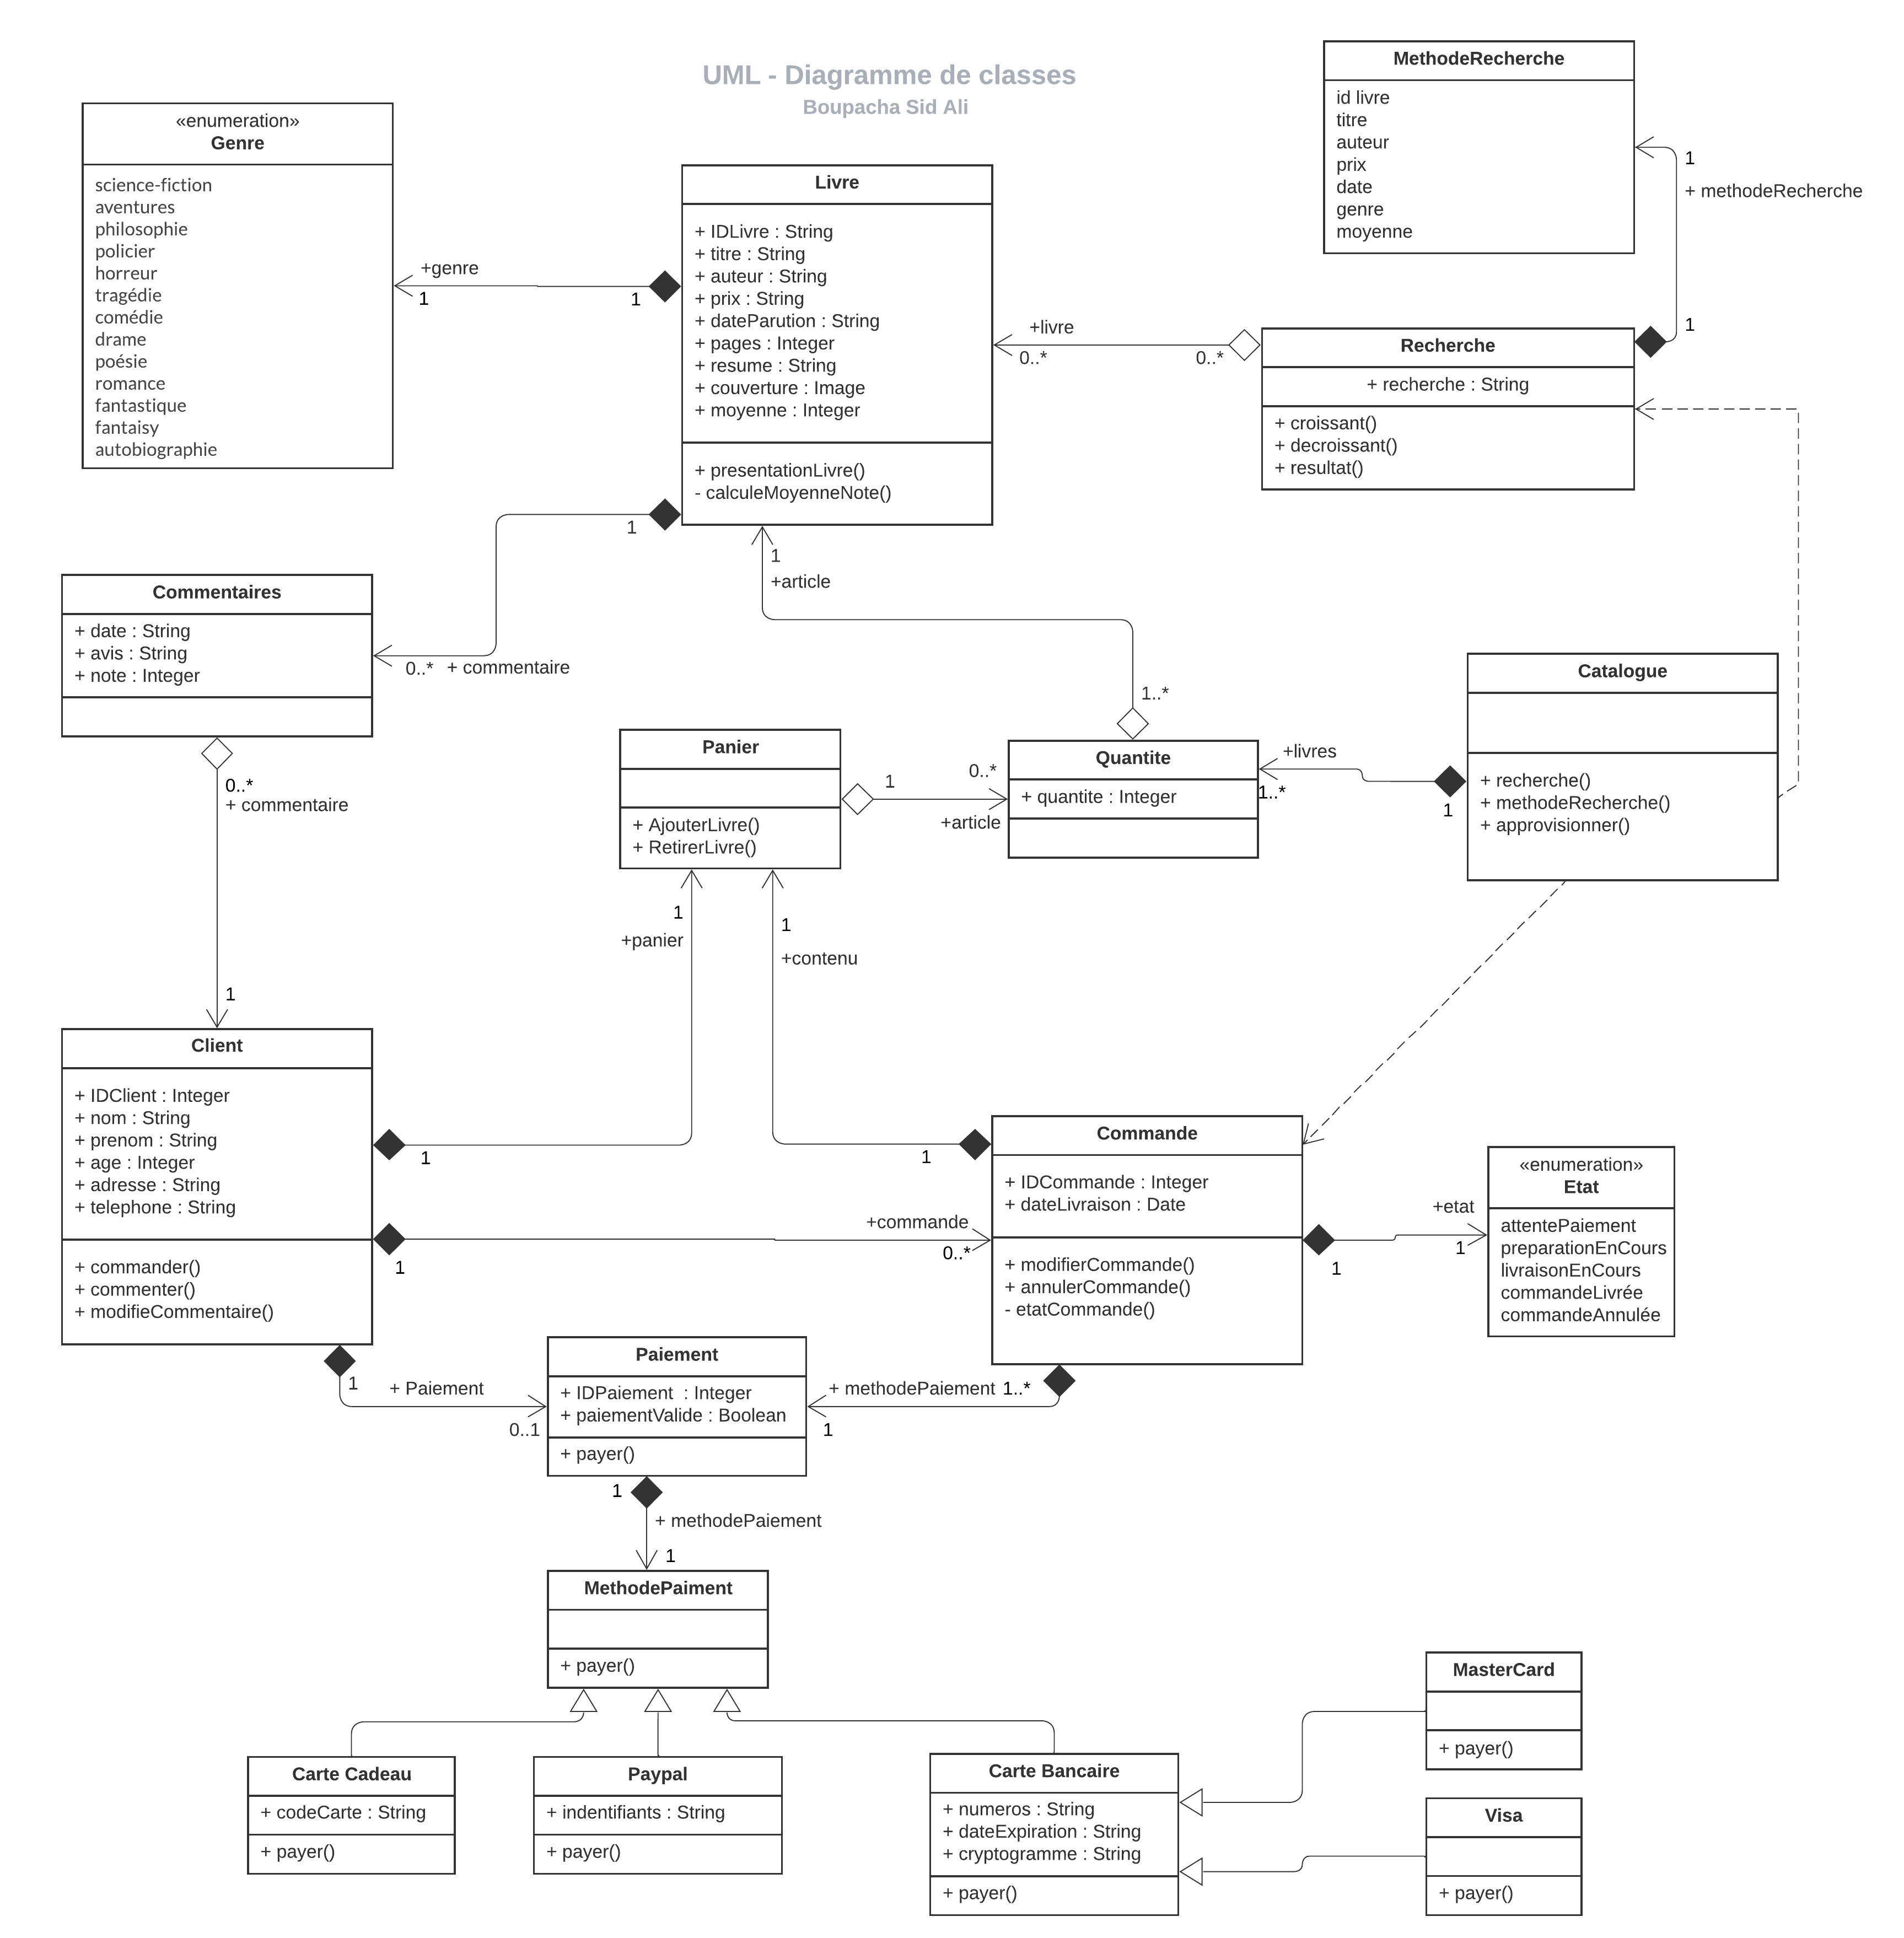 UML - Diagramme de classes
Boupacha Sid Ali
MethodeRecherche
id livre
titre
auteur
prix
date
genre
moyenne
1
+ methodeRecherche
1
«enumeration»
Genre
science-fiction
aventures
philosophie
policier
horreur
tragédie
comédie
drame
poésie
romance
fantastique
fantaisy
autobiographie
+genre
1
1
Livre
+ IDLivre : String
+ titre : String
+ auteur : String
+ prix : String
+ dateParution : String
+ pages : Integer
+ resume : String
+ couverture : Image
+ moyenne : Integer
+ presentationLivre()
- calculeMoyenneNote()
+livre
0..*
0..*
Recherche
+ recherche : String
+ croissant()
+ decroissant()
+ resultat()
1
1
+article
Commentaires
+ date : String
+ avis : String
+ note : Integer
0..*
+ commentaire
0..*
+ commentaire
1
Panier
+ AjouterLivre()
+ RetirerLivre()
1
0..*
+article
1..*
Quantite
+ quantite : Integer
+livres
1..*
1
Catalogue
+ recherche()
+ methodeRecherche()
+ approvisionner()
1
+panier
1
+contenu
Client
+ IDClient : Integer
+ nom : String
+ prenom : String
+ age : Integer
+ adresse : String
+ telephone : String
+ commander()
+ commenter()
+ modifieCommentaire()
1
1
1
+commande
0..*
Commande
+ IDCommande : Integer
+ dateLivraison : Date
+ modifierCommande()
+ annulerCommande()
- etatCommande()
+etat
1
1
«enumeration»
Etat
attentePaiement
preparationEnCours
livraisonEnCours
commandeLivrée
commandeAnnulée
1
+ Paiement
0..1
Paiement
+ IDPaiement  : Integer
+ paiementValide : Boolean
+ payer()
+ methodePaiement
1..*
1
1
+ methodePaiement
1
MethodePaiment
+ payer()
Carte Cadeau
+ codeCarte : String
+ payer()
Paypal
+ indentifiants : String
+ payer()
Carte Bancaire
+ numeros : String
+ dateExpiration : String
+ cryptogramme : String
+ payer()
MasterCard
+ payer()
Visa
+ payer()